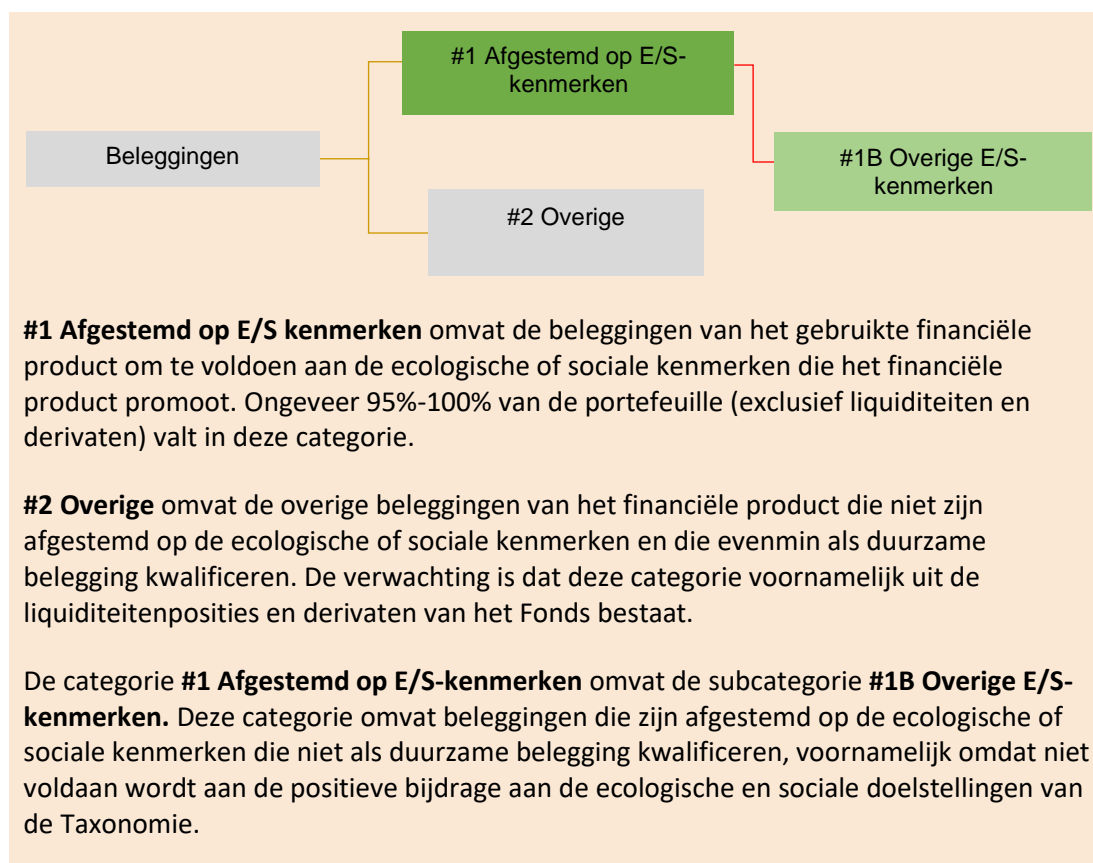 #1 Afgestemd op E/S-
kenmerken
Beleggingen
#1B Overige E/S-
kenmerken
#2 Overige
#1 Afgestemd op E/S kenmerken omvat de beleggingen van het gebruikte financiële
product om te voldoen aan de ecologische of sociale kenmerken die het financiële
product promoot. Ongeveer 95%-100% van de portefeuille (exclusief liquiditeiten en
derivaten) valt in deze categorie.
#2 Overige omvat de overige beleggingen van het financiële product die niet zijn
afgestemd op de ecologische of sociale kenmerken en die evenmin als duurzame
belegging kwalificeren. De verwachting is dat deze categorie voornamelijk uit de
liquiditeitenposities en derivaten van het Fonds bestaat.
De categorie #1 Afgestemd op E/S-kenmerken omvat de subcategorie #1B Overige E/S-
kenmerken. Deze categorie omvat beleggingen die zijn afgestemd op de ecologische of
sociale kenmerken die niet als duurzame belegging kwalificeren, voornamelijk omdat niet
voldaan wordt aan de positieve bijdrage aan de ecologische en sociale doelstellingen van
de Taxonomie.